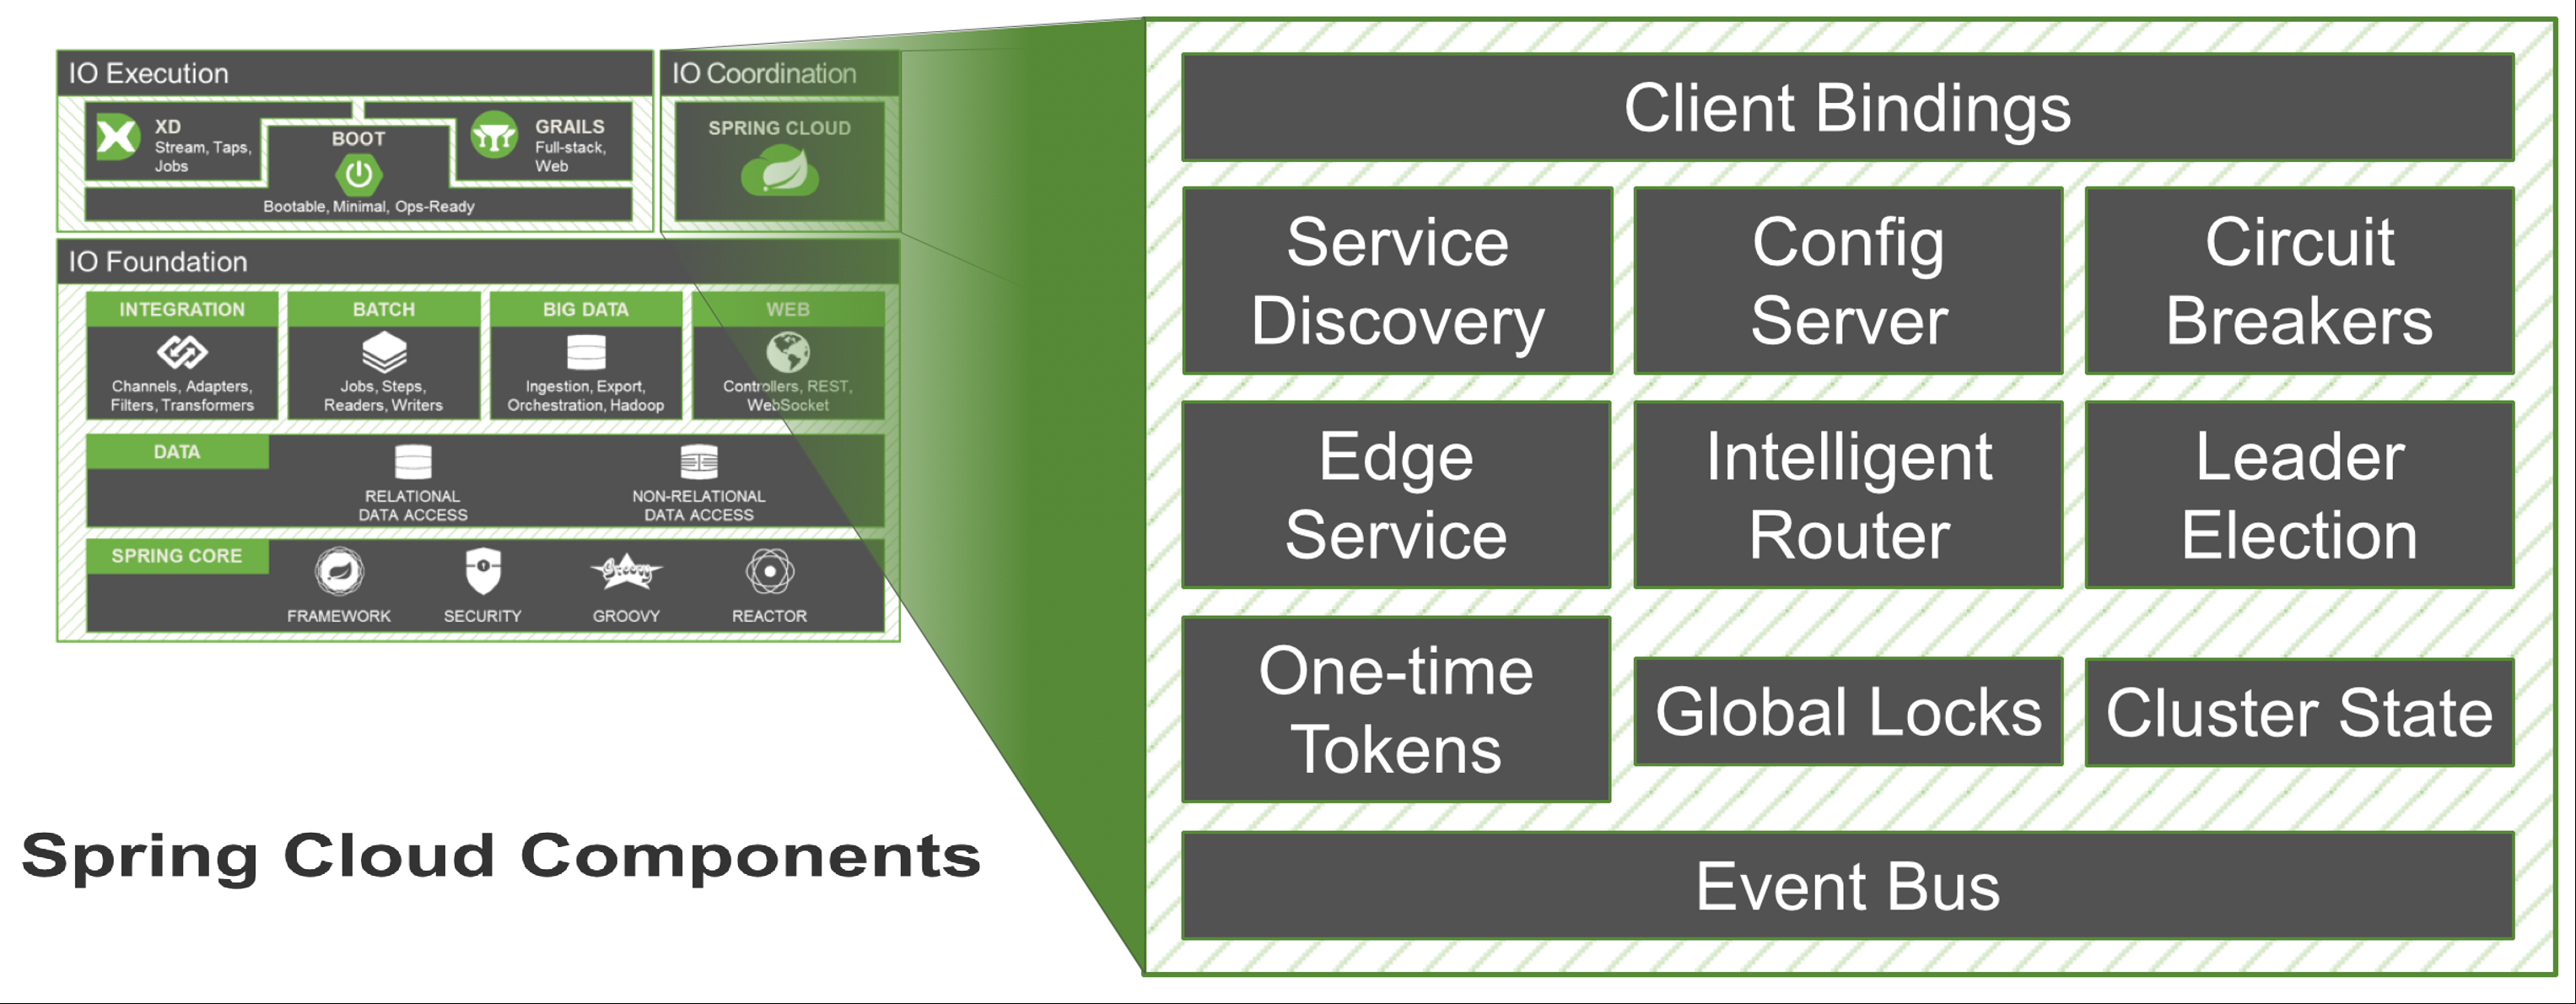 IO Execution
XD
Stream, Taps,
Jobs
BOOT
GRAILS
Full-stack,
Web
Bootable, Minimal, Ops-Ready
IO Coordination
SPRING CLOUD
IO Foundation
INTEGRATION
Channels, Adapters,
Filters, Transformers
BATCH
Jobs, Steps,
Readers, Writers
BIG DATA
Ingestion, Export,
Orchestration, Hadoop
WEB
Controllers, REST,
WebSocket
DATA
RELATIONAL
DATA ACCESS
NON-RELATIONAL
DATA ACCESS
SPRING CORE
FRAMEWORK
SECURITY
Groovy
GROOVY
REACTOR
Spring Cloud Components
Client Bindings
Service
Discovery
Config
Server
Circuit
Breakers
Edge
Service
Intelligent
Router
Leader
Election
One-time
Tokens
Global Locks
Cluster State
Event Bus